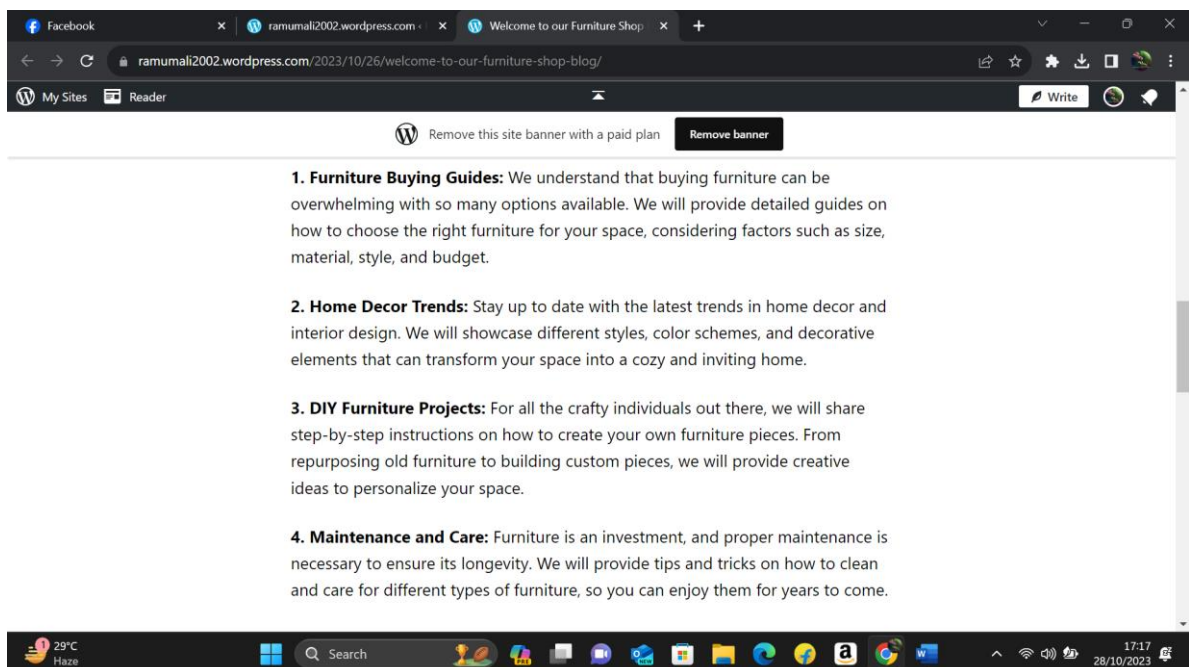 Facebook
ramumali2002.wordpress.com
Welcome to our Furniture Shop
ramumali2002.wordpress.com/2023/10/26/welcome-to-our-furniture-shop-blog/
My Sites
Reader
Write
Remove this site banner with a paid plan
Remove banner
1. Furniture Buying Guides: We understand that buying furniture can be
overwhelming with so many options available. We will provide detailed guides on
how to choose the right furniture for your space, considering factors such as size,
material, style, and budget.
2. Home Decor Trends: Stay up to date with the latest trends in home decor and
interior design. We will showcase different styles, color schemes, and decorative
elements that can transform your space into a cozy and inviting home.
3. DIY Furniture Projects: For all the crafty individuals out there, we will share
step-by-step instructions on how to create your own furniture pieces. From
repurposing old furniture to building custom pieces, we will provide creative
ideas to personalize your space.
4. Maintenance and Care: Furniture is an investment, and proper maintenance is
necessary to ensure its longevity. We will provide tips and tricks on how to clean
and care for different types of furniture, so you can enjoy them for years to come.
29°C
Haze
Search
17:17
28/10/2023